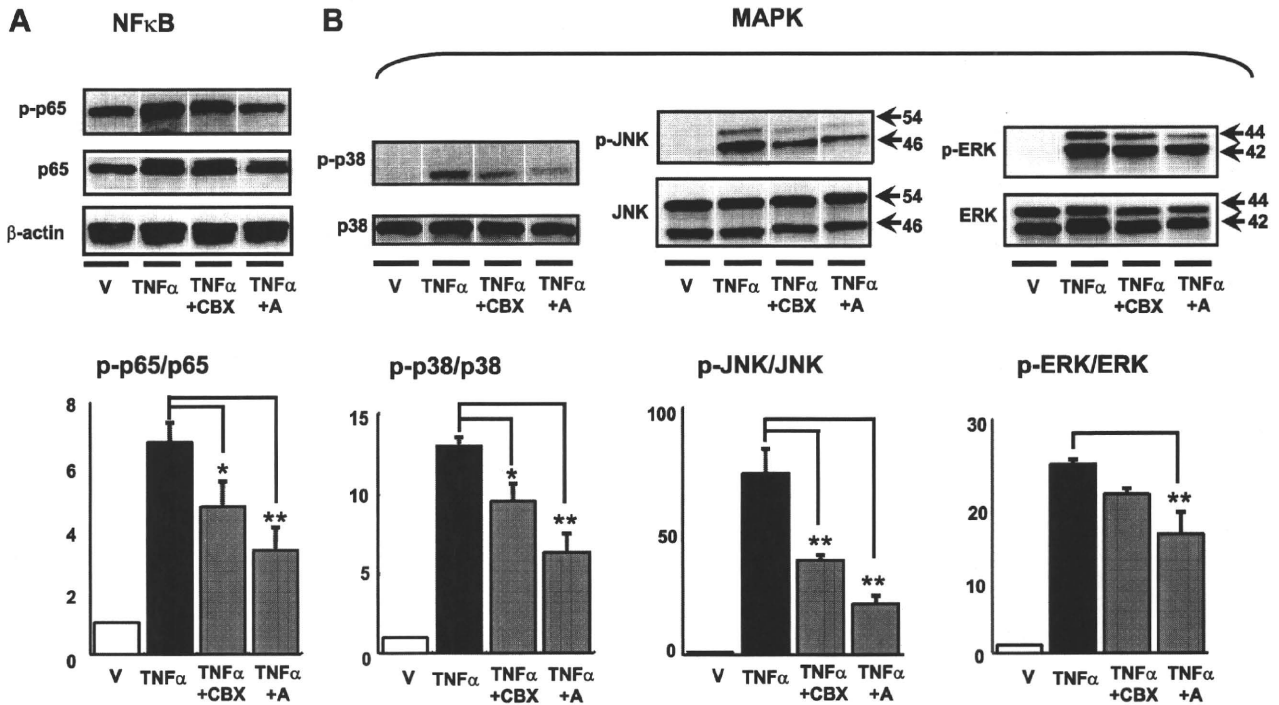 A
NFκB
B
MAPK
p-p65
p65
β-actin
V TNFα TNFα +CBX TNFα +A
p-p38
p38
V TNFα TNFα +CBX TNFα +A
p-JNK
54
46
JNK
54
46
V TNFα TNFα +CBX TNFα +A
p-ERK
44
42
ERK
44
42
V TNFα TNFα +CBX TNFα +A
p-p65/p65
8
6
4
2
0
*
**
V TNFα TNFα +CBX TNFα +A
p-p38/p38
15
10
5
0
*
**
V TNFα TNFα +CBX TNFα +A
p-JNK/JNK
100
50
0
**
**
V TNFα TNFα +CBX TNFα +A
p-ERK/ERK
30
20
10
0
**
V TNFα TNFα +CBX TNFα +A